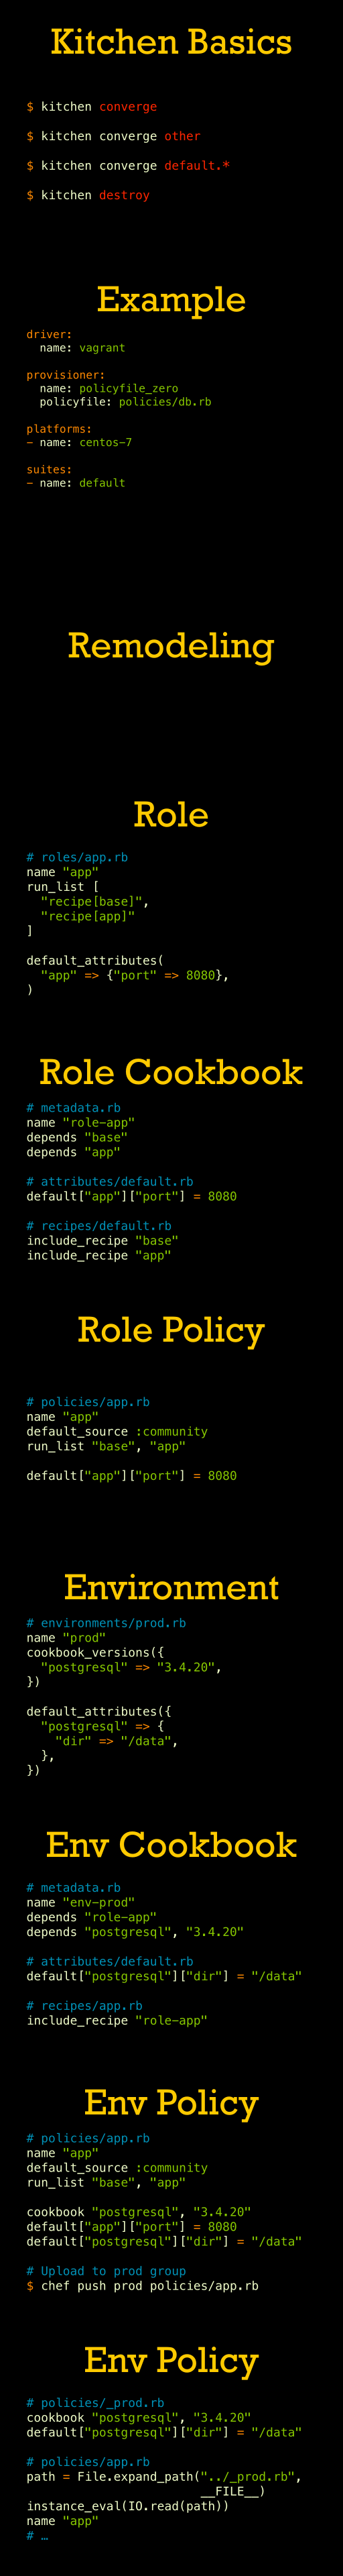 Kitchen Basics
$ kitchen converge
$ kitchen converge other
$ kitchen converge default.*
$ kitchen destroy
Example
driver:
  name: vagrant
provisioner:
  name: policyfile_zero
  policyfile: policies/db.rb
platforms:
- name: centos-7
suites:
- name: default
Remodeling
Role
# roles/app.rb
name "app"
run_list [
  "recipe[base]",
  "recipe[app]"
]
default_attributes(
  "app" => {"port" => 8080},
)
Role Cookbook
# metadata.rb
name "role-app"
depends "base"
depends "app"
# attributes/default.rb
default["app"]["port"] = 8080
# recipes/default.rb
include_recipe "base"
include_recipe "app"
Role Policy
# policies/app.rb
name "app"
default_source :community
run_list "base", "app"
default["app"]["port"] = 8080
Environment
# environments/prod.rb
name "prod"
cookbook_versions({
  "postgresql" => "3.4.20",
})
default_attributes({
  "postgresql" => {
    "dir" => "/data",
  },
})
Env Cookbook
# metadata.rb
name "env-prod"
depends "role-app"
depends "postgresql", "3.4.20"
# attributes/default.rb
default["postgresql"]["dir"] = "/data"
# recipes/app.rb
include_recipe "role-app"
Env Policy
# policies/app.rb
name "app"
default_source :community
run_list "base", "app"
cookbook "postgresql", "3.4.20"
default["app"]["port"] = 8080
default["postgresql"]["dir"] = "/data"
# Upload to prod group
$ chef push prod policies/app.rb
Env Policy
# policies/_prod.rb
cookbook "postgresql", "3.4.20"
default["postgresql"]["dir"] = "/data"
# policies/app.rb
path = File.expand_path("../_prod.rb",
                        __FILE__)
instance_eval(IO.read(path))
name "app"
# …